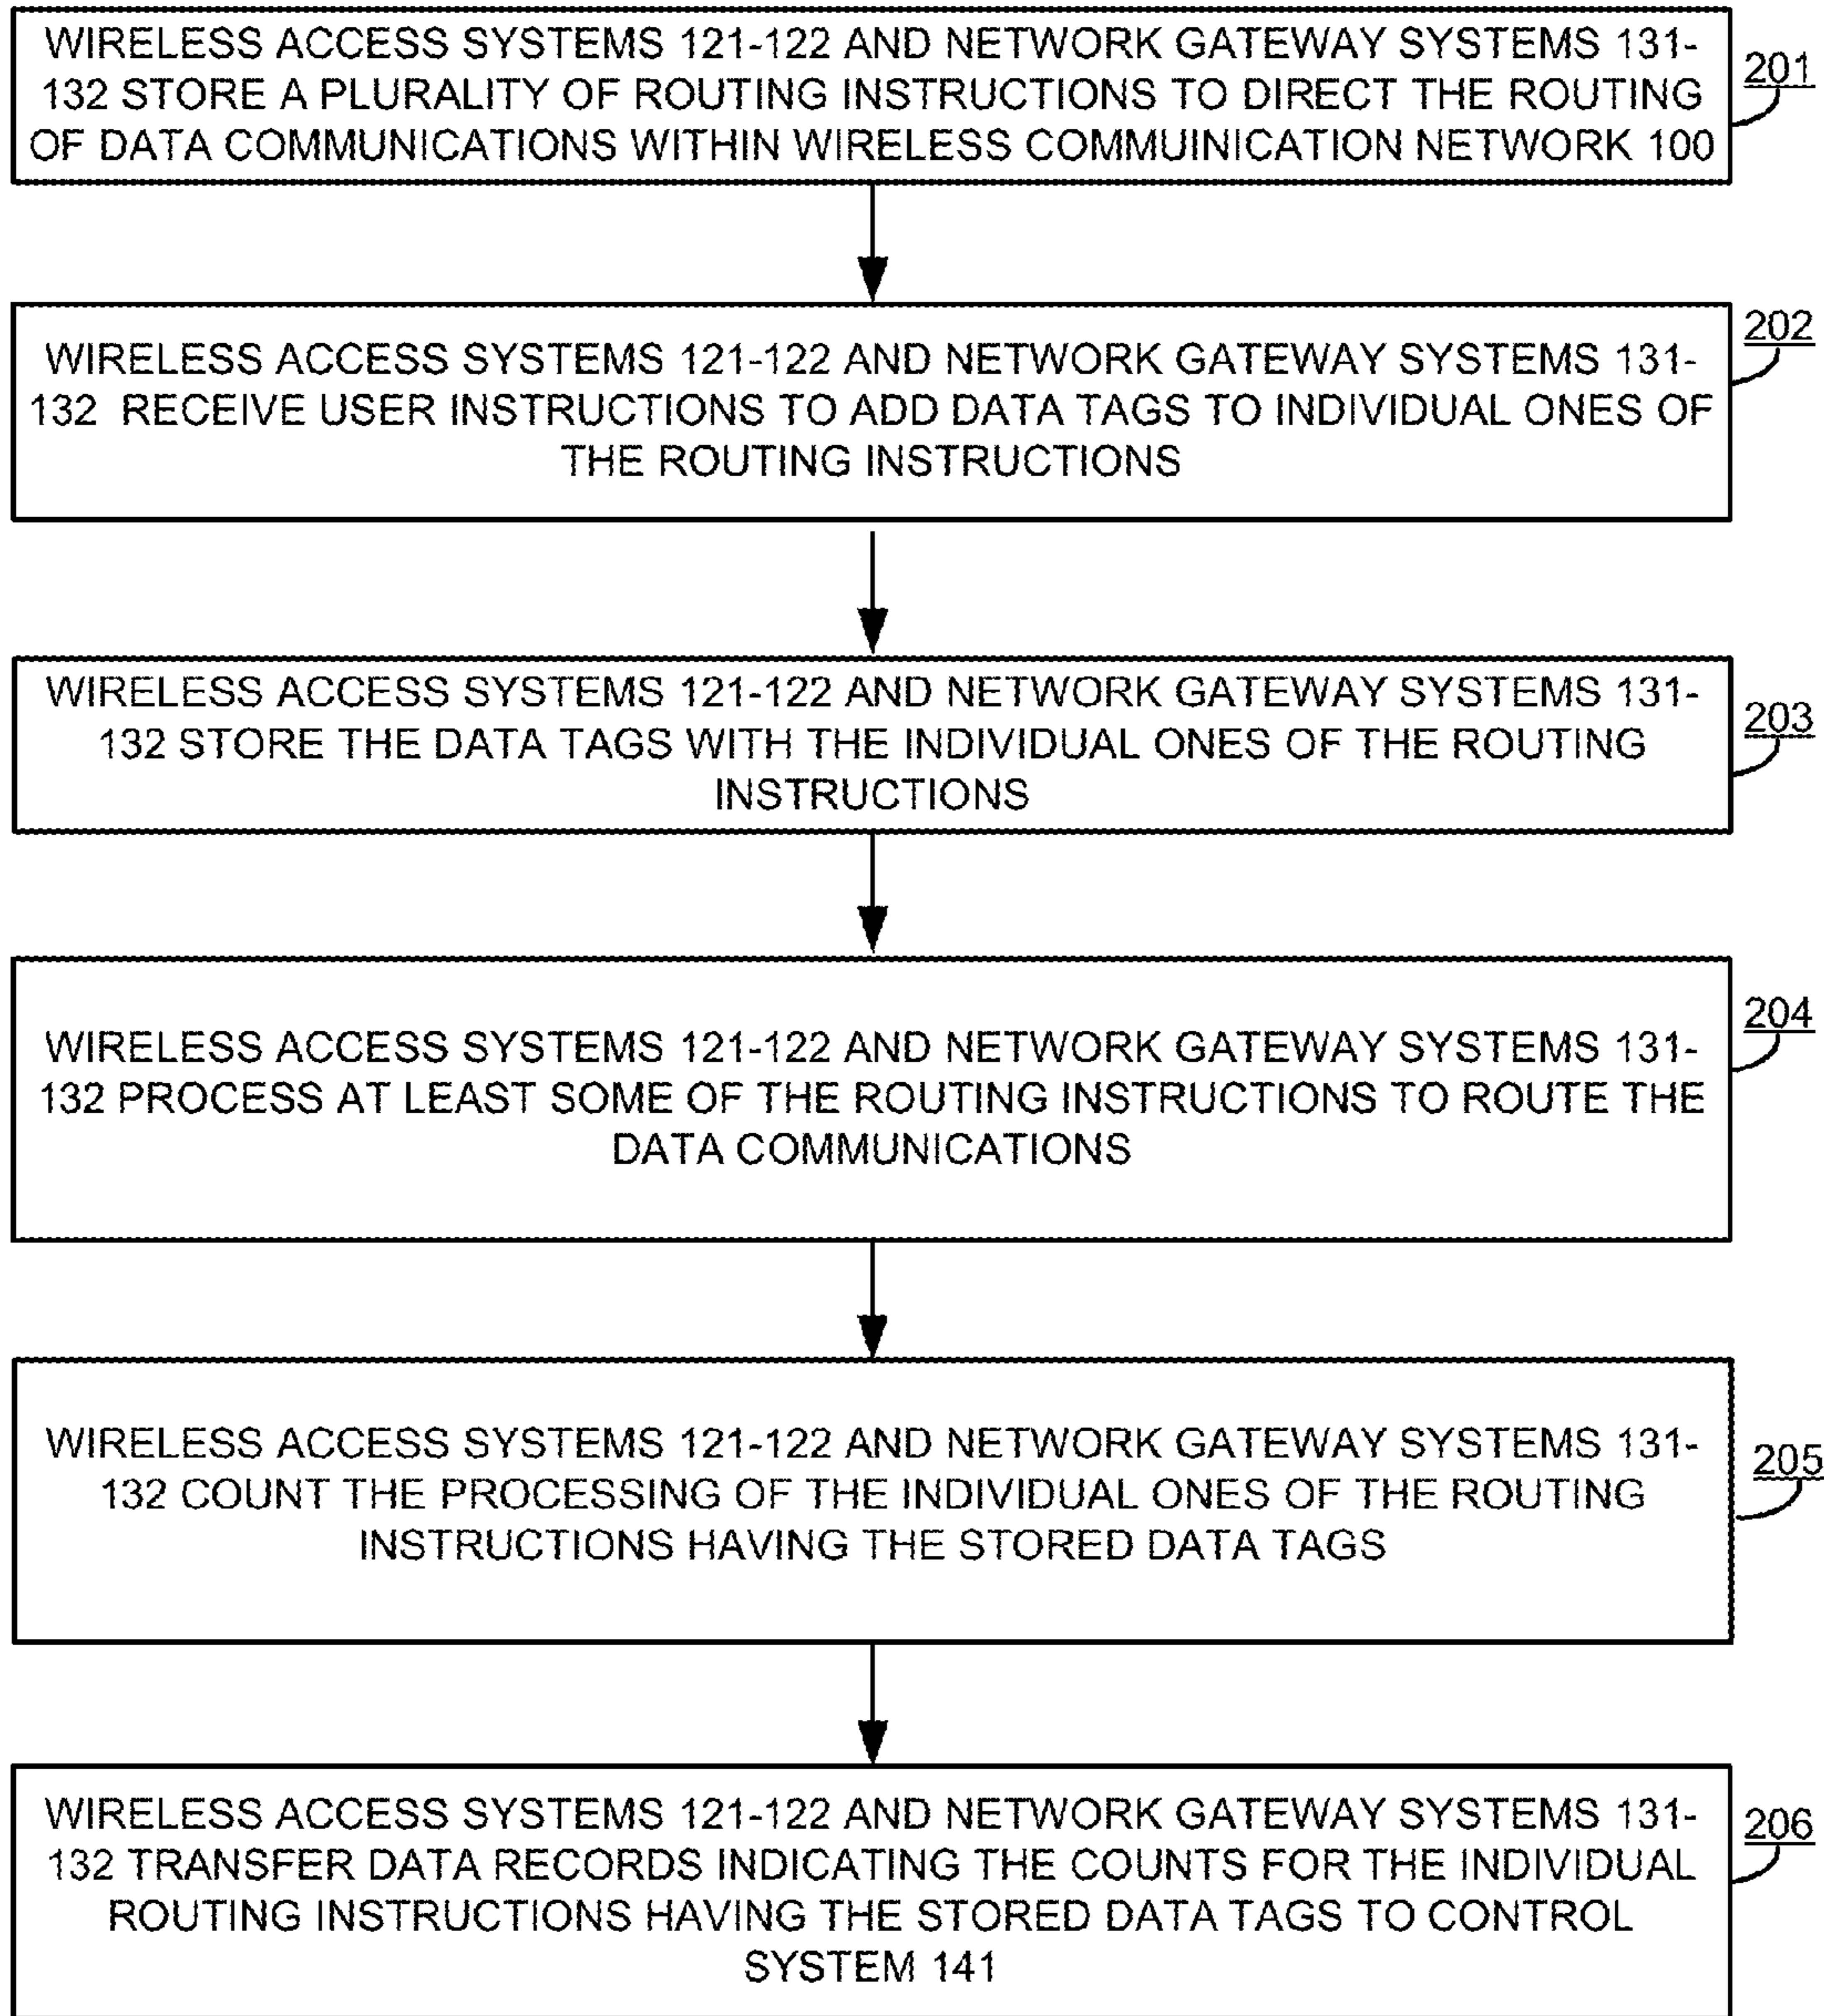 WIRELESS ACCESS SYSTEMS 121-122 AND NETWORK GATEWAY SYSTEMS 131-
132 STORE A PLURALITY OF ROUTING INSTRUCTIONS TO DIRECT THE ROUTING
OF DATA COMMUNICATIONS WITHIN WIRELESS COMMUINICATION NETWORK 100
201
WIRELESS ACCESS SYSTEMS 121-122 AND NETWORK GATEWAY SYSTEMS 131-
132 RECEIVE USER INSTRUCTIONS TO ADD DATA TAGS TO INDIVIDUAL ONES OF
THE ROUTING INSTRUCTIONS
202
WIRELESS ACCESS SYSTEMS 121-122 AND NETWORK GATEWAY SYSTEMS 131-
132 STORE THE DATA TAGS WITH THE INDIVIDUAL ONES OF THE ROUTING
INSTRUCTIONS
203
WIRELESS ACCESS SYSTEMS 121-122 AND NETWORK GATEWAY SYSTEMS 131-
132 PROCESS AT LEAST SOME OF THE ROUTING INSTRUCTIONS TO ROUTE THE
DATA COMMUNICATIONS
204
WIRELESS ACCESS SYSTEMS 121-122 AND NETWORK GATEWAY SYSTEMS 131-
132 COUNT THE PROCESSING OF THE INDIVIDUAL ONES OF THE ROUTING
INSTRUCTIONS HAVING THE STORED DATA TAGS
205
WIRELESS ACCESS SYSTEMS 121-122 AND NETWORK GATEWAY SYSTEMS 131-
132 TRANSFER DATA RECORDS INDICATING THE COUNTS FOR THE INDIVIDUAL
ROUTING INSTRUCTIONS HAVING THE STORED DATA TAGS TO CONTROL
SYSTEM 141
206